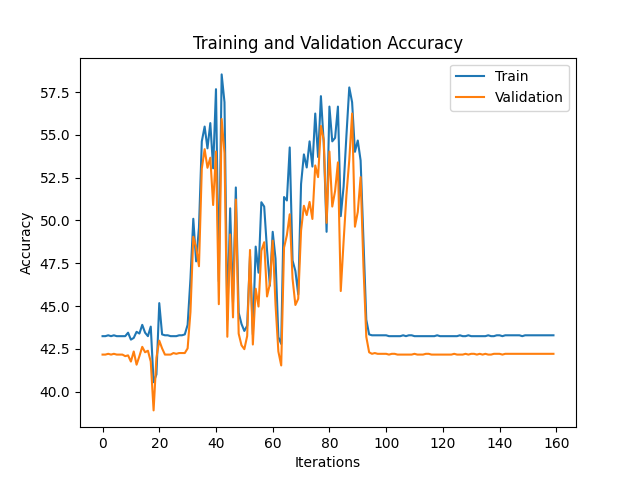 Training and Validation Accuracy
Train
Validation
57.5
55.0
52.5
50.0
47.5
45.0
42.5
40.0
Accuracy
0 20 40 60 80 100 120 140 160
Iterations